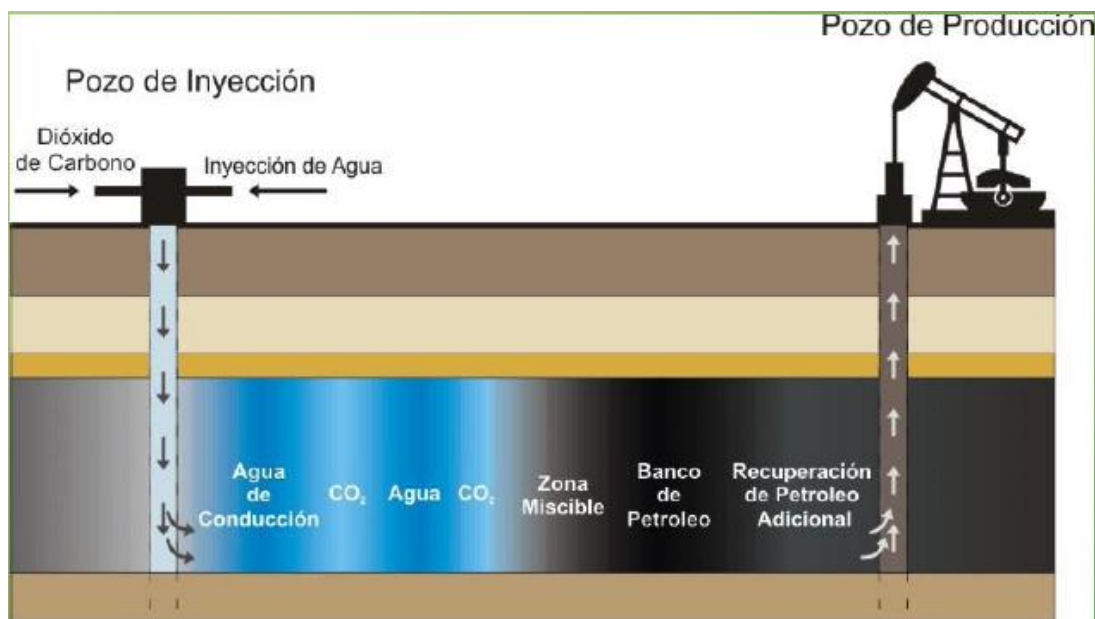 Pozo de Producción
Pozo de Inyección
Dióxido
de Carbono
Inyección de Agua
Agua
de
Conducción
CO₂
Agua
CO₂
Zona
Miscible
Banco
de
Petroleo
Recuperación
de Petroleo
Adicional